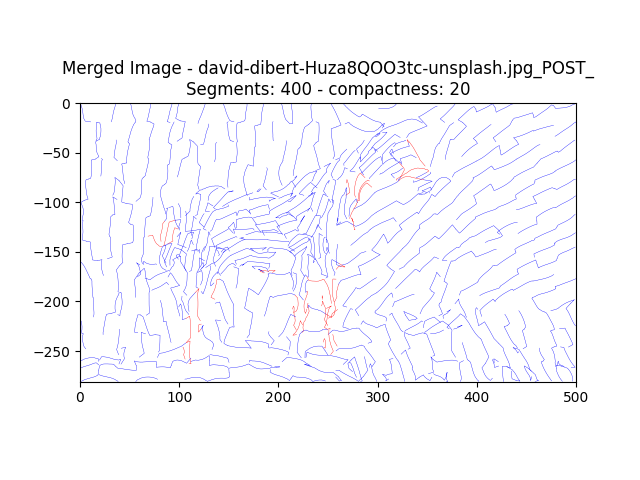 Merged Image - david-dibert-Huza8QOO3tc-unsplash.jpg_POST_
Segments: 400 - compactness: 20
0
−50
−100
−150
−200
−250
0 100 200 300 400 500